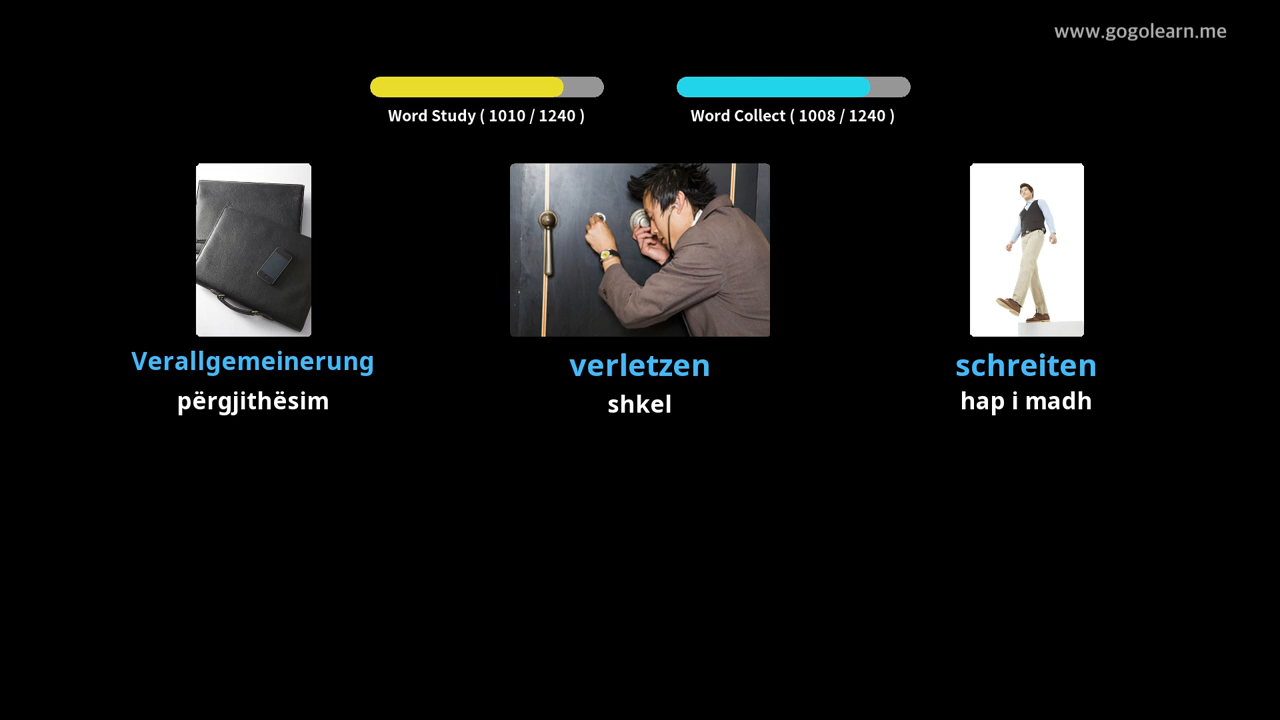 www.gogolearn.me
Word Study ( 1010 / 1240 )
Word Collect ( 1008 / 1240 )
Verallgemeinerung
përgjithësim
verletzen
shkel
schreiten
hap i madh